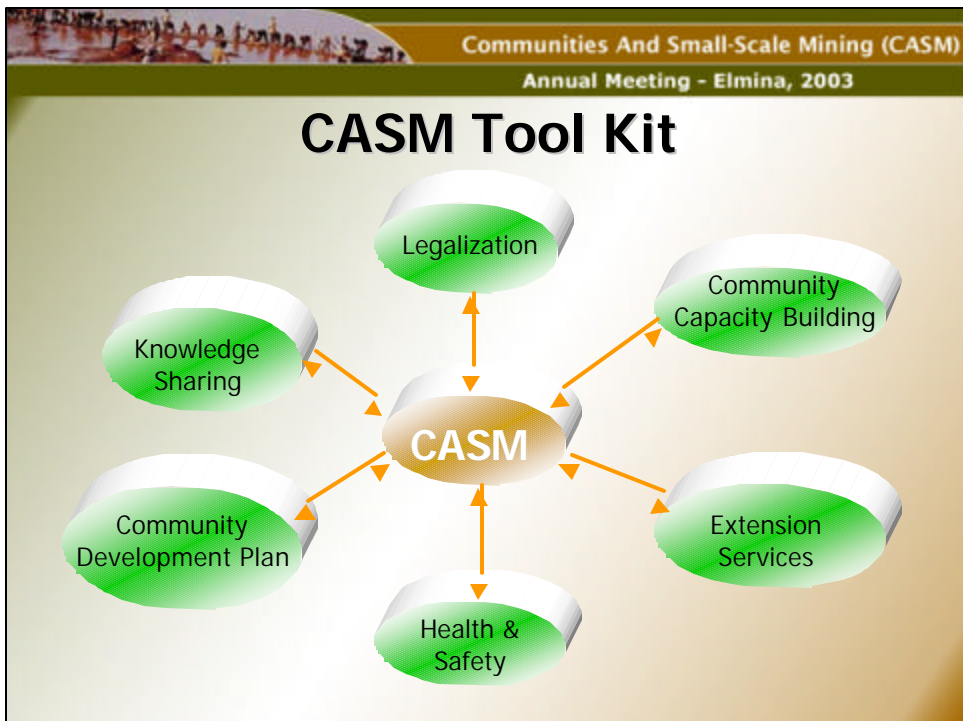 Communities And Small-Scale Mining (CASM)
Annual Meeting - Elmina, 2003
CASM Tool Kit
Legalization
Community
Capacity Building
Knowledge
Sharing
CASM
Community
Development Plan
Extension
Services
Health &
Safety